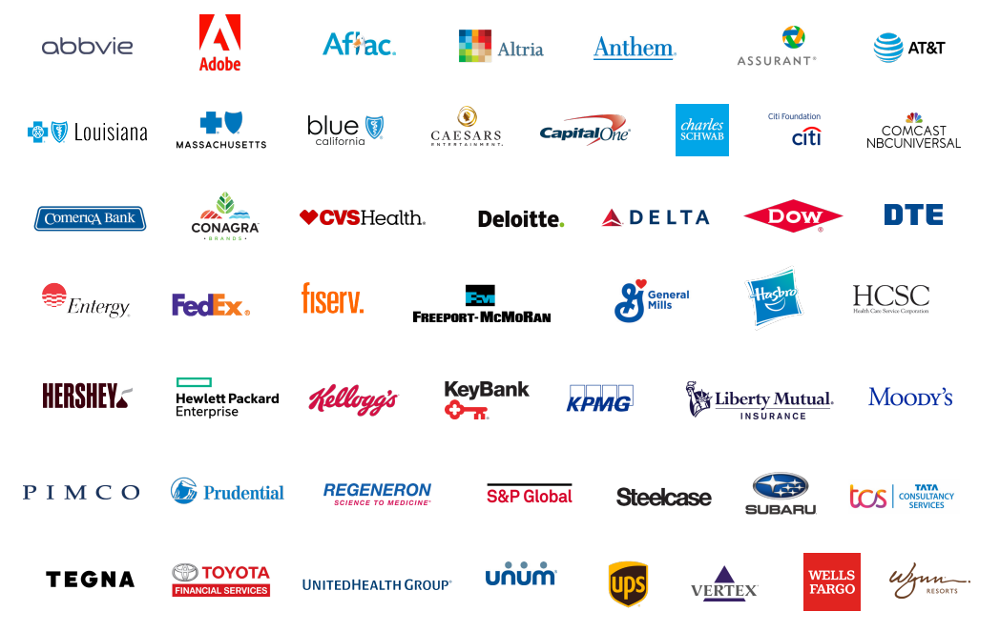 abbvie
Adobe
Aflac®
Altria
Anthem®
ASSURANT®
AT&T
Louisiana
MASSACHUSETTS
blue
california
CAESARS
ENTERTAINMENT
CapitalOne®
charles
SCHWAB
Citi Foundation
citi
COMCAST
NBCUNIVERSAL
Comerica Bank
CONAGRA
BRANDS
CVSHealth®
Deloitte.
DELTA
DOW®
DTE
Entergy
FedEx®
fiserv.
FM
FREEPORT-McMoRAN
G
General
Mills
Hasbro
HCSC
Health Care Service Corporation
HERSHEY
Hewlett Packard
Enterprise
Kellogg's
KeyBank
KPMG
Liberty Mutual®
INSURANCE
MOODY'S
PIMCO
Prudential
REGENERON
SCIENCE TO MEDICINE®
S&P Global
Steelcase
SUBARU
tcs
TATA
CONSULTANCY
SERVICES
TEGNA
TOYOTA
FINANCIAL SERVICES
UNITEDHEALTH GROUP®
unum®
ups
VERTEX
WELLS
FARGO
Wynn
RESORTS